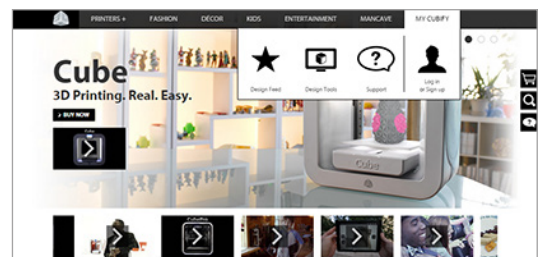 PRINTERS + FASHION DÉCOR KIDS ENTERTAINMENT MANCAVE MY CUBIFY
Design Feed Design Tools Support Log in
or Sign up
Cube
3D Printing. Real. Easy.
BUY NOW
Cube